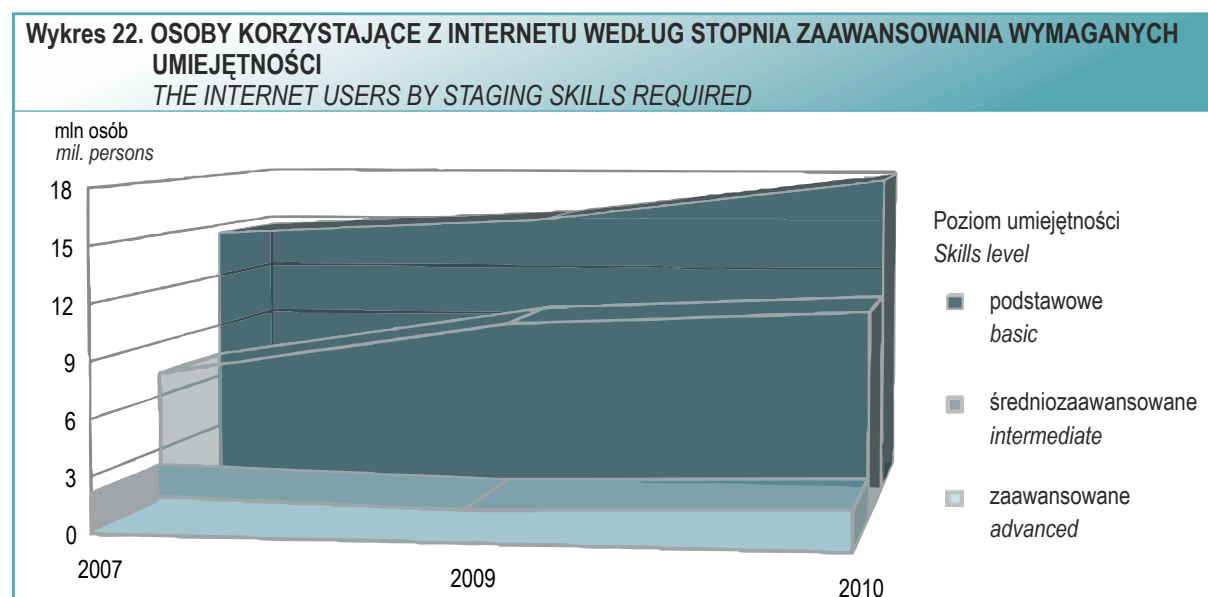 Wykres 22. OSOBY KORZYSTAJĄCE Z INTERNETU WEDŁUG STOPNIA ZAAWANSOWANIA WYMAGANYCH
UMIEJĘTNOŚCI
THE INTERNET USERS BY STAGING SKILLS REQUIRED
mln osób
mil. persons
18
15
12
9
6
3
0
2007
2009
2010
Poziom umiejętności
Skills level
podstawowe
basic
średniozaawansowane
intermediate
zaawansowane
advanced